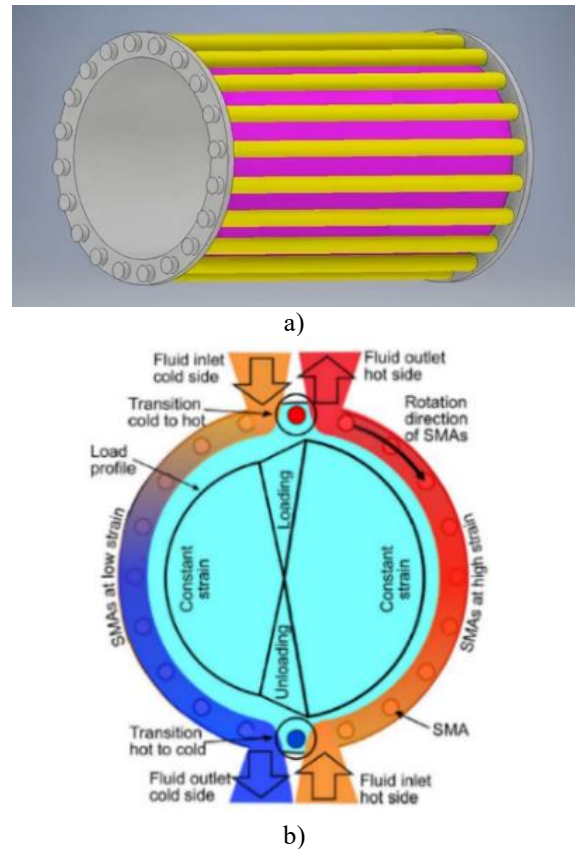 a)
Fluid inlet
cold side
Fluid outlet
hot side
Transition
cold to hot
Rotation
direction
of SMAs
Load
profile
Loading
SMAs at low strain
Constant
strain
Constant
strain
SMAs at high strain
Unloading
Transition
hot to cold
SMA
Fluid outlet
cold side
Fluid inlet
hot side
b)